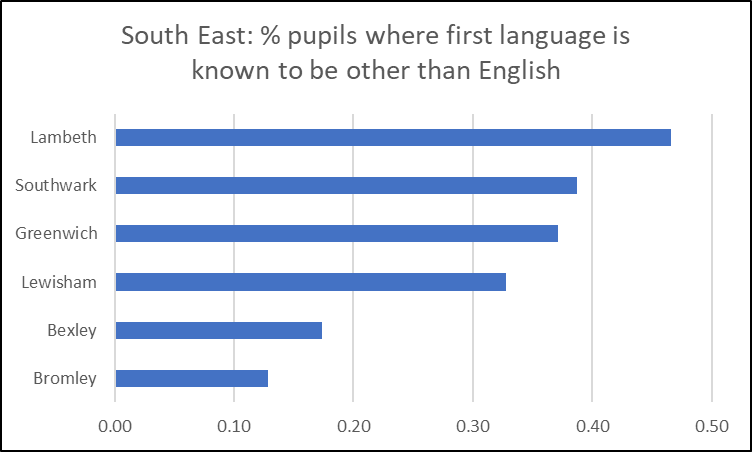 South East: % pupils where first language is
known to be other than English
Lambeth
Southwark
Greenwich
Lewisham
Bexley
Bromley
0.00 0.10 0.20 0.30 0.40 0.50